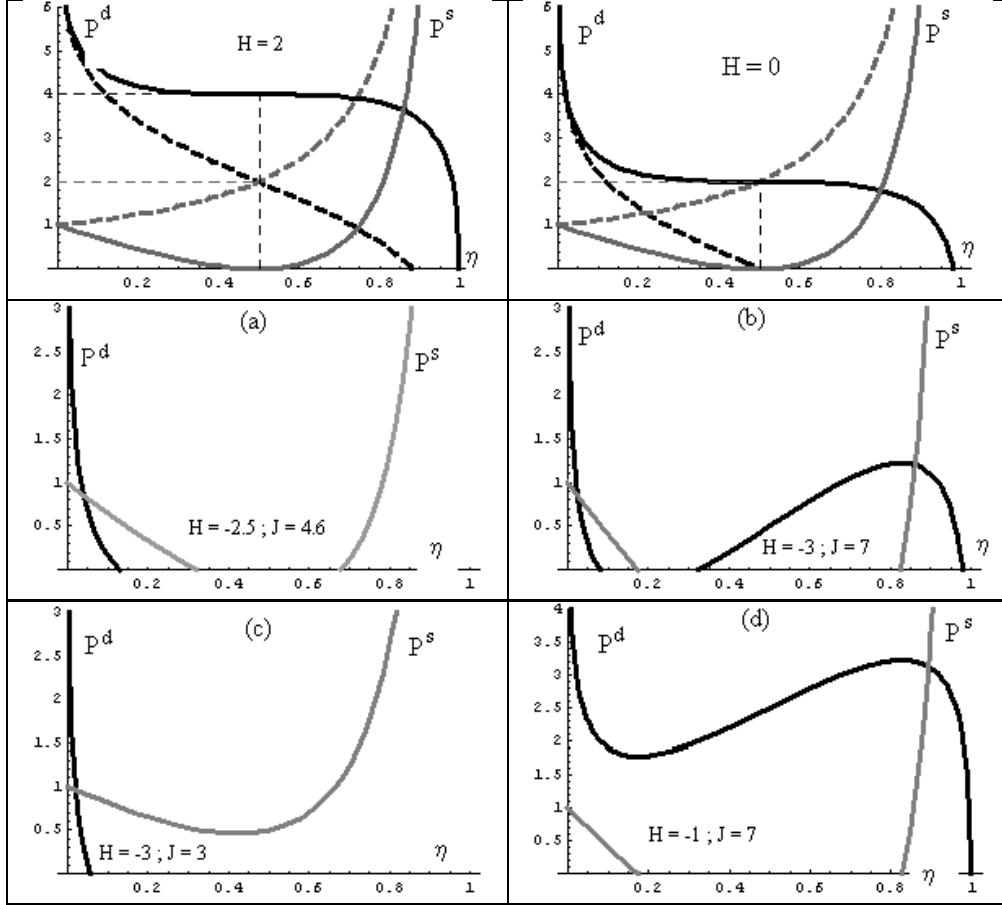 6
P^d
P^s
5
H = 2
4
3
2
1
η
0.2 0.4 0.6 0.8 1
6
P^d
P^s
5
H = 0
4
3
2
1
η
0.2 0.4 0.6 0.8 1
3
(a)
2.5
P^d
P^s
2
1.5
1
0.5
H = -2.5 ; J = 4.6
η
0.2 0.4 0.6 0.8 1
3
(b)
2.5
P^d
P^s
2
1.5
1
0.5
H = -3 ; J = 7
η
0.2 0.4 0.6 0.8 1
3
(c)
P^d
P^s
2.5
2
1.5
1
0.5
H = -3 ; J = 3
η
0.2 0.4 0.6 0.8 1
4
(d)
P^d
P^s
3.5
3
2.5
2
1.5
1
0.5
H = -1 ; J = 7
η
0.2 0.4 0.6 0.8 1